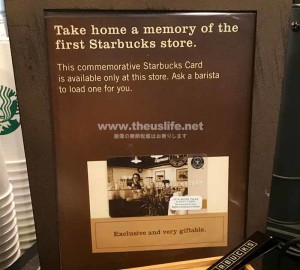 Take home a memory of the
first Starbucks store.
This commemorative Starbucks Card
is available only at this store. Ask a barista
to load one for you.
www.theuslife.net
画像の無断転載はお断りします
Exclusive and very giftable.